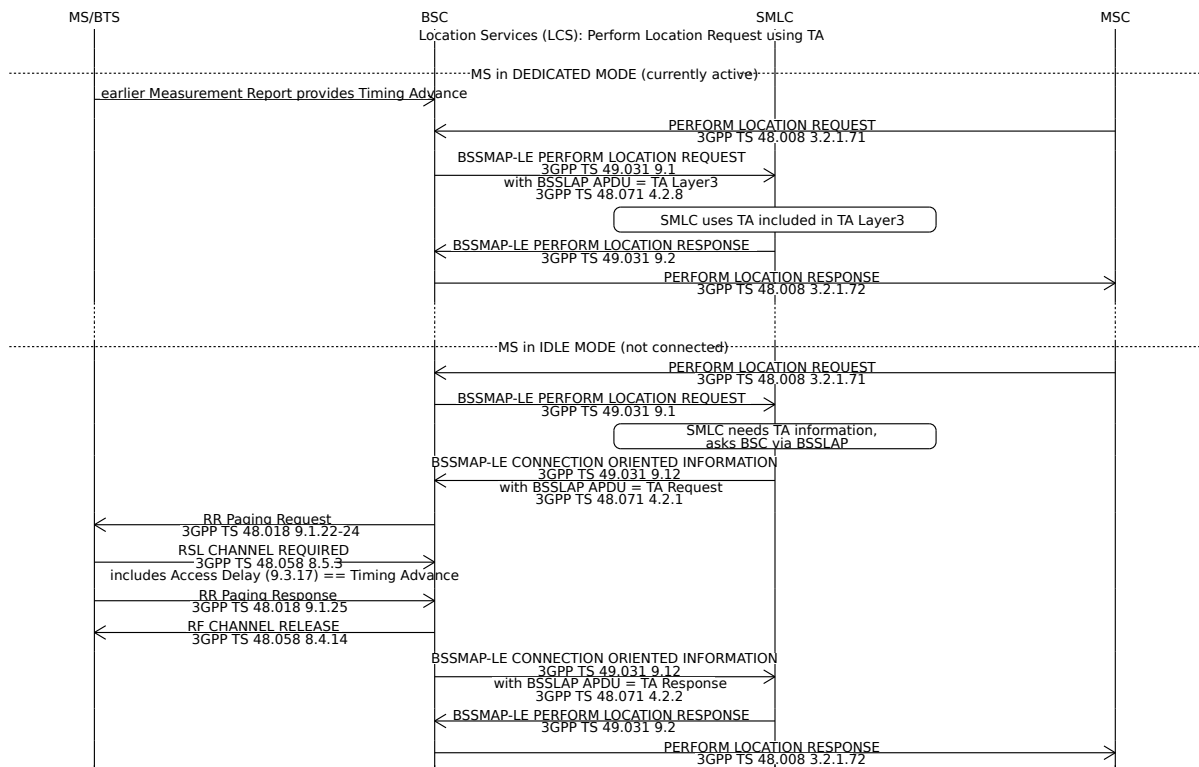 MS/BTS BSC SMLC MSC
Location Services (LCS): Perform Location Request using TA
MS in DEDICATED MODE (currently active)
earlier Measurement Report provides Timing Advance
PERFORM LOCATION REQUEST
3GPP TS 48.008 3.2.1.71
BSSMAP-LE PERFORM LOCATION REQUEST
3GPP TS 49.031 9.1
with BSSLAP APDU = TA Layer3
3GPP TS 48.071 4.2.8
SMLC uses TA included in TA Layer3
BSSMAP-LE PERFORM LOCATION RESPONSE
3GPP TS 49.031 9.2
PERFORM LOCATION RESPONSE
3GPP TS 48.008 3.2.1.72
MS in IDLE MODE (not connected)
PERFORM LOCATION REQUEST
3GPP TS 48.008 3.2.1.71
BSSMAP-LE PERFORM LOCATION REQUEST
3GPP TS 49.031 9.1
SMLC needs TA information,
asks BSC via BSSLAP
BSSMAP-LE CONNECTION ORIENTED INFORMATION
3GPP TS 49.031 9.12
with BSSLAP APDU = TA Request
3GPP TS 48.071 4.2.1
RR Paging Request
3GPP TS 48.018 9.1.22-24
RSL CHANNEL REQUIRED
3GPP TS 48.058 8.5.3
includes Access Delay (9.3.17) == Timing Advance
RR Paging Response
3GPP TS 48.018 9.1.25
RF CHANNEL RELEASE
3GPP TS 48.058 8.4.14
BSSMAP-LE CONNECTION ORIENTED INFORMATION
3GPP TS 49.031 9.12
with BSSLAP APDU = TA Response
3GPP TS 48.071 4.2.2
BSSMAP-LE PERFORM LOCATION RESPONSE
3GPP TS 49.031 9.2
PERFORM LOCATION RESPONSE
3GPP TS 48.008 3.2.1.72